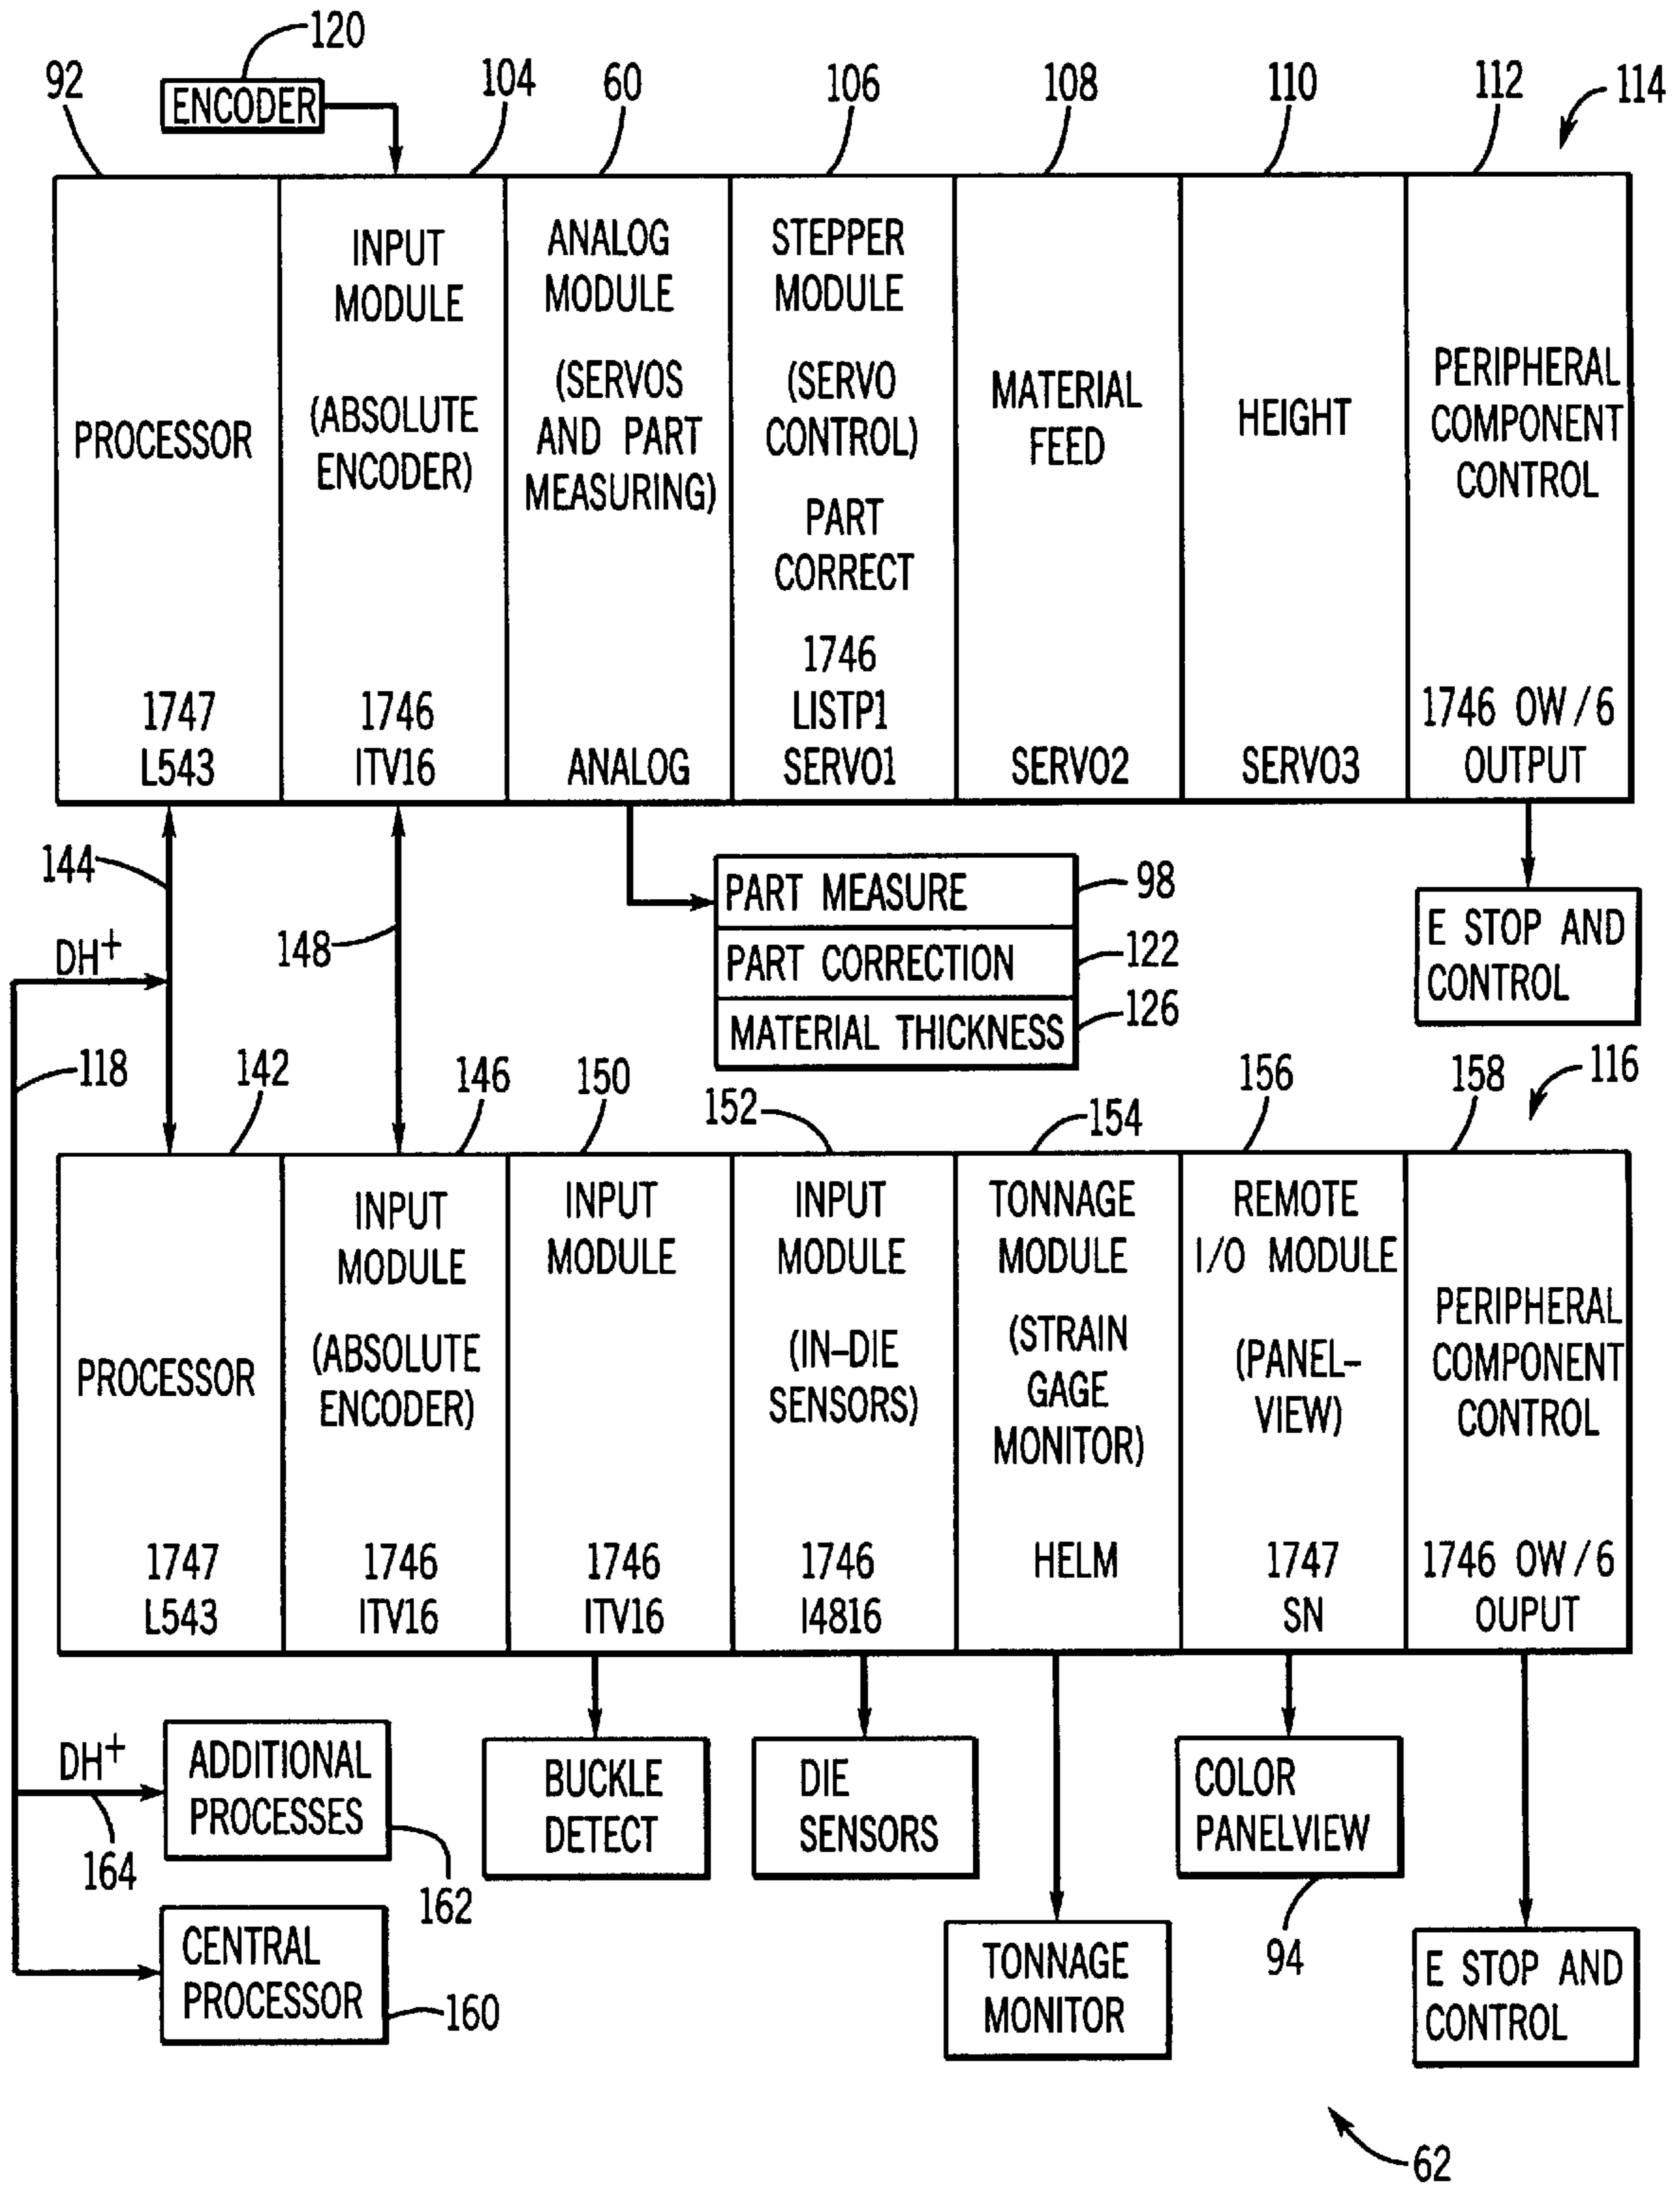 120
92
ENCODER
104
60
106
108
110
112
114
PROCESSOR
1747
L543
INPUT
MODULE
(ABSOLUTE
ENCODER)
1746
ITV16
ANALOG
MODULE
(SERVOS
AND PART
MEASURING)
ANALOG
STEPPER
MODULE
(SERVO
CONTROL)
PART
CORRECT
1746
LISTP1
SERVO1
MATERIAL
FEED
SERVO2
HEIGHT
SERVO3
PERIPHERAL
COMPONENT
CONTROL
1746 OW/6
OUTPUT
144
DH+
148
118
PART MEASURE
98
PART CORRECTION
122
MATERIAL THICKNESS
126
E STOP AND
CONTROL
142
146
150
152
154
156
158
116
PROCESSOR
1747
L543
INPUT
MODULE
(ABSOLUTE
ENCODER)
1746
ITV16
INPUT
MODULE
1746
ITV16
INPUT
MODULE
(IN-DIE
SENSORS)
1746
I4816
TONNAGE
MODULE
(STRAIN
GAGE
MONITOR)
HELM
REMOTE
I/O MODULE
(PANEL-
VIEW)
1747
SN
PERIPHERAL
COMPONENT
CONTROL
1746 OW/6
OUPUT
DH+
164
ADDITIONAL
PROCESSES
162
CENTRAL
PROCESSOR
160
BUCKLE
DETECT
DIE
SENSORS
TONNAGE
MONITOR
COLOR
PANELVIEW
94
E STOP AND
CONTROL
62